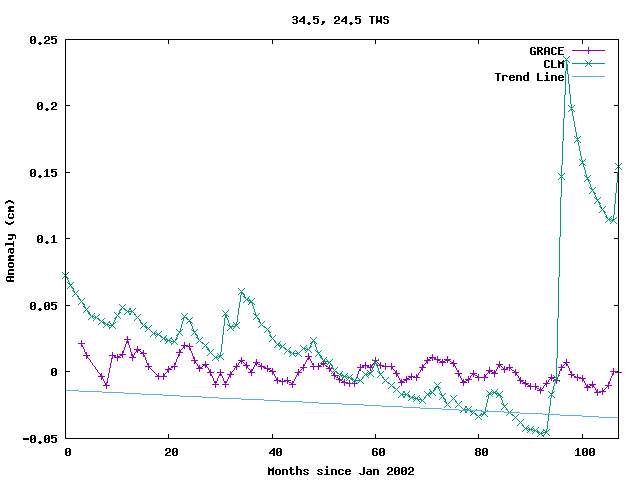 34.5, 24.5 TWS
GRACE
CLM
Trend Line
0.25
0.2
0.15
0.1
0.05
0
-0.05
Anomaly (cm)
0 20 40 60 80 100
Months since Jan 2002